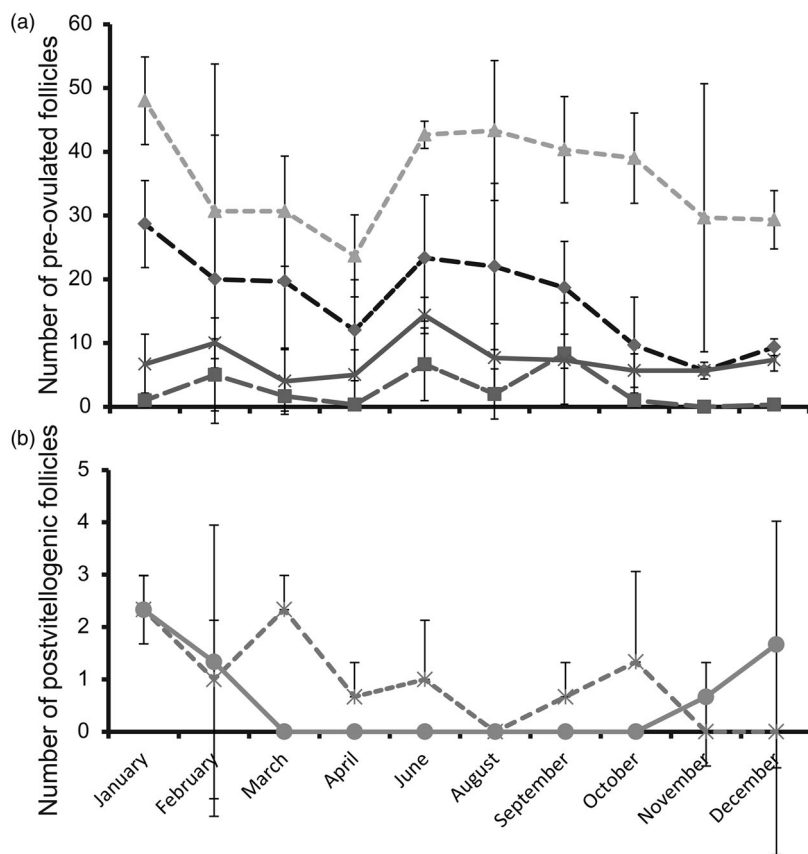 (a)
Number of pre-ovulated follicles
60
50
40
30
20
10
0
(b)
Number of postvitellogenic follicles
5
4
3
2
1
0
January
February
March
April
June
August
September
October
November
December